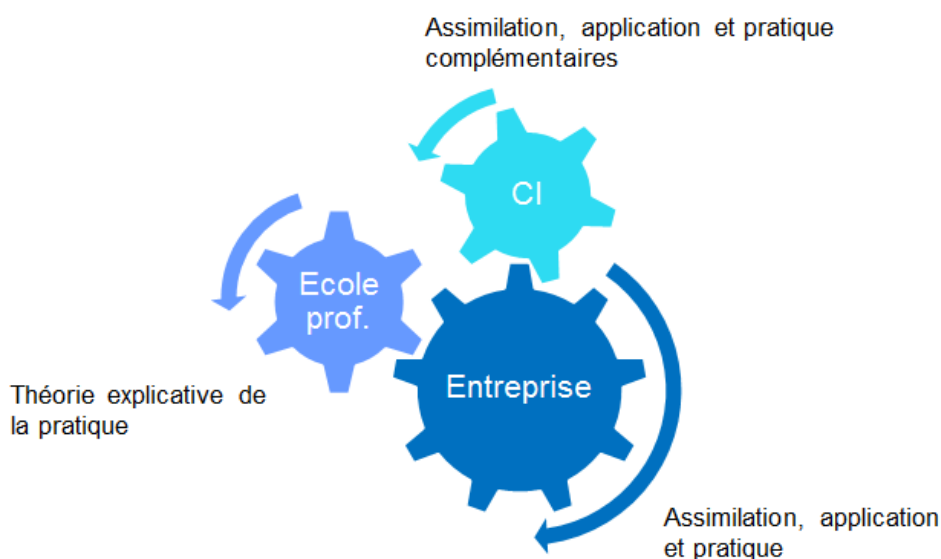 Assimilation, application et pratique
complémentaires
CI
Ecole
prof.
Entreprise
Théorie explicative de
la pratique
Assimilation, application
et pratique